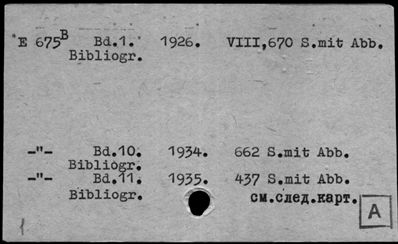 E 675B Bd.1. 1926. VIII,670 S.mit Abb.
Bibliogr.
-"- Bd.10. 1934. 662 S.mit Abb.
Bibliogr.
-"- Bd.11. 1935. 437 S.mit Abb.
Bibliogr. см.след.карт.
A